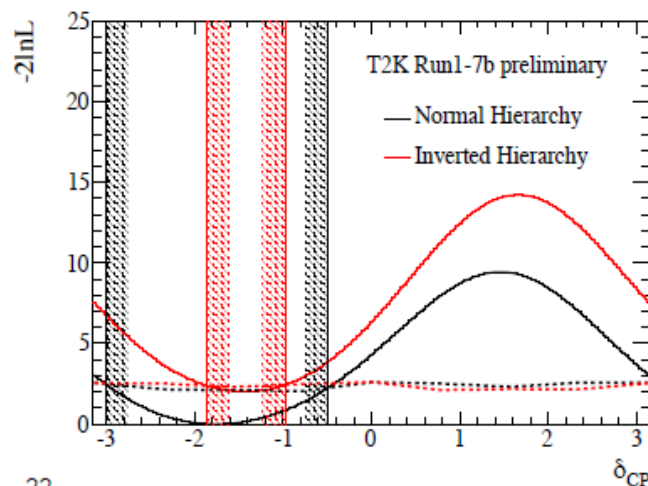 -2lnL
25
20
15
10
5
0
T2K Run1-7b preliminary
Normal Hierarchy
Inverted Hierarchy
-3 -2 -1 0 1 2 3
δCP